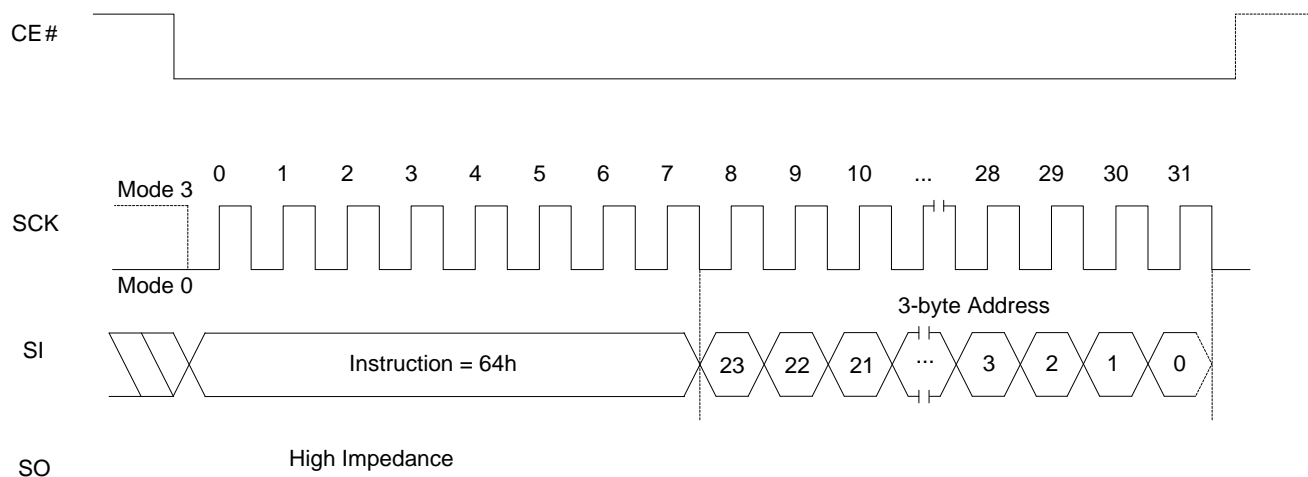 CE#
0 1 2 3 4 5 6 7 8 9 10 ... 28 29 30 31
Mode 3
SCK
Mode 0
3-byte Address
SI
Instruction = 64h
23 22 21 ... 3 2 1 0
High Impedance
SO